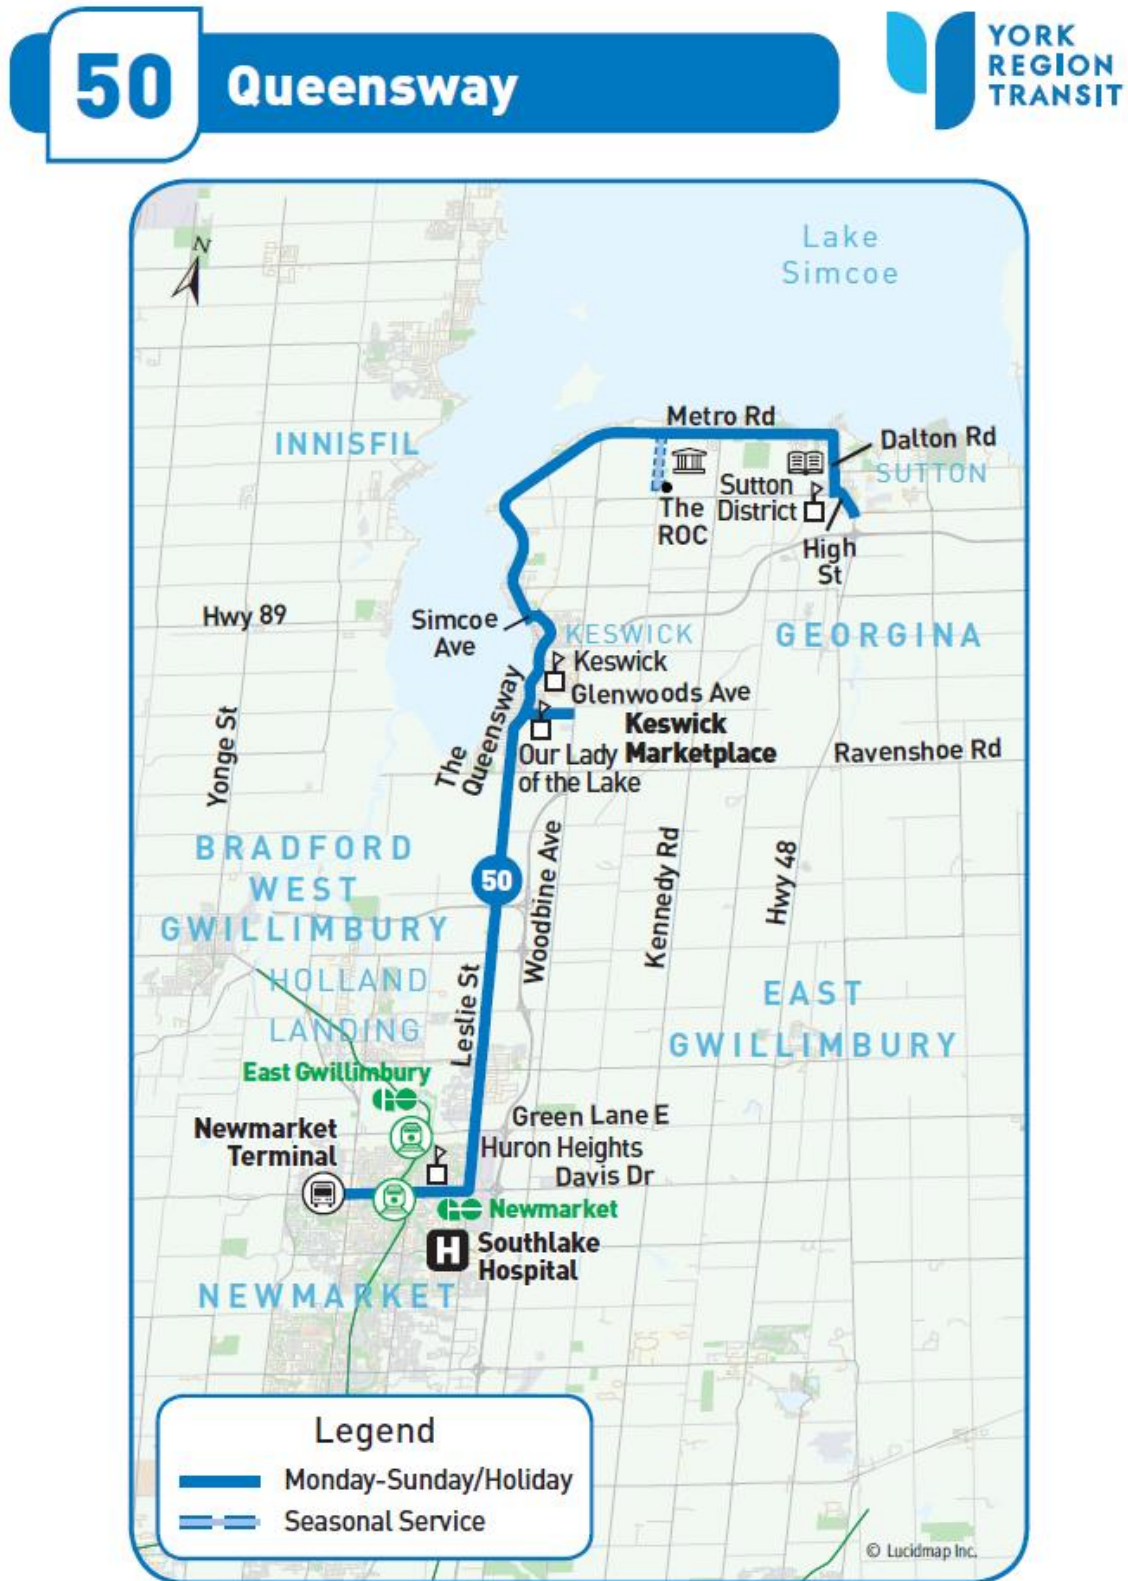 50 Queensway
YORK
REGION
TRANSIT
N
Lake
Simcoe
INNISFIL
Metro Rd
Dalton Rd
SUTTON
Sutton
District
The
ROC
High
St
Hwy 89
Simcoe
Ave
KESWICK
GEORGINA
Keswick
Glenwoods Ave
Keswick
Marketplace
The
Queensway
Our Lady
of the Lake
Ravenshoe Rd
Yonge St
BRADFORD
WEST
GWILLIMBURY
50
Woodbine Ave
Kennedy Rd
Hwy 48
HOLLAND
LANDING
Leslie St
EAST
GWILLIMBURY
East Gwillimbury
GO
Newmarket
Terminal
Green Lane E
Huron Heights
Davis Dr
GO Newmarket
H
Southlake
Hospital
NEWMARKET
Legend
Monday-Sunday/Holiday
Seasonal Service
© Lucidmap Inc.